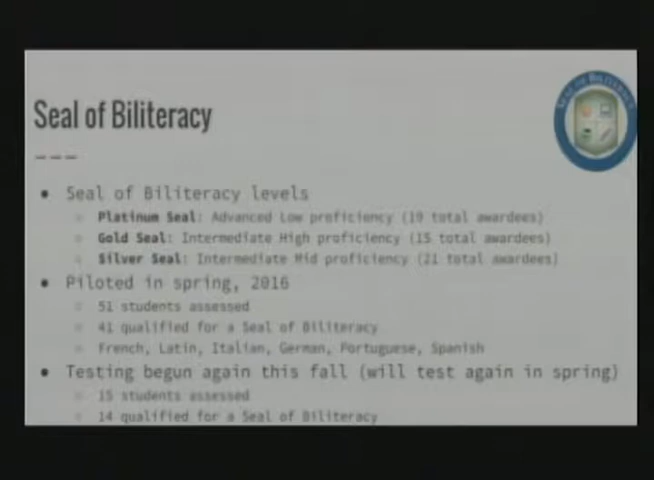 Seal of Biliteracy
SEAL OF BILITERACY
---
• Seal of Biliteracy levels
Platinum Seal: Advanced Low proficiency (19 total awardees)
Gold Seal: Intermediate High proficiency (15 total awardees)
Silver Seal: Intermediate Mid proficiency (21 total awardees)
• Piloted in spring, 2016
51 students assessed
41 qualified for a Seal of Biliteracy
French, Latin, Italian, German, Portuguese, Spanish
• Testing begun again this fall (will test again in spring)
15 students assessed
14 qualified for a Seal of Biliteracy